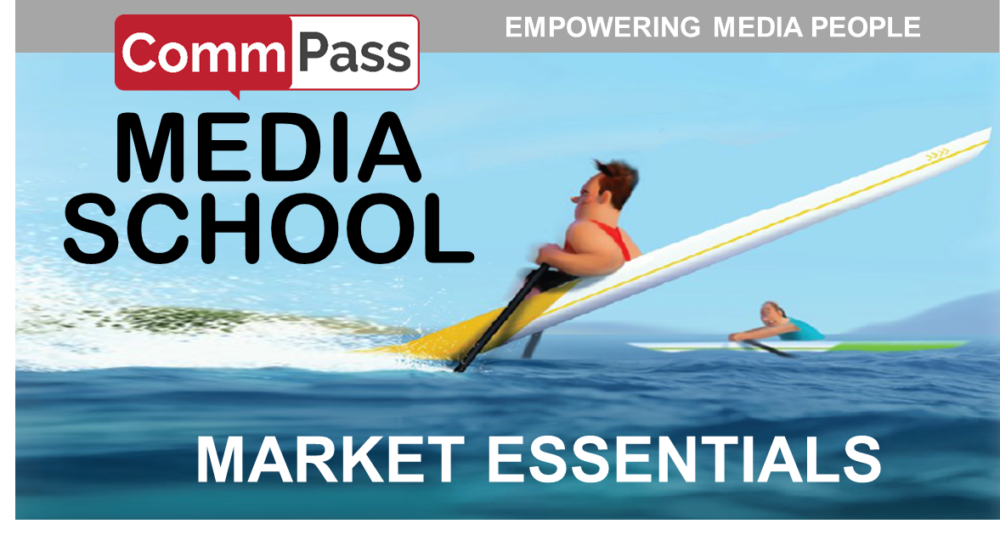 EMPOWERING MEDIA PEOPLE
CommPass
MEDIA
SCHOOL
MARKET ESSENTIALS